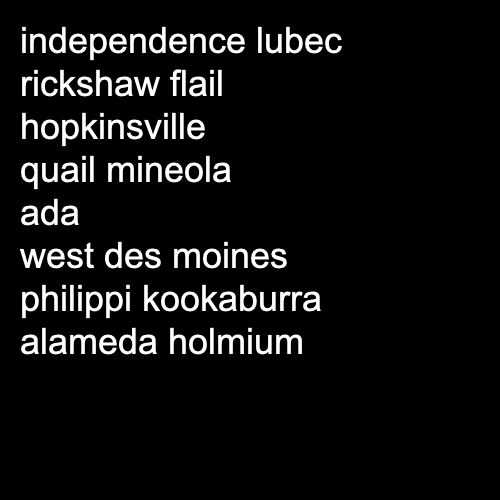 independence lubec
rickshaw flail
hopkinsville
quail mineola
ada
west des moines
philippi kookaburra
alameda holmium